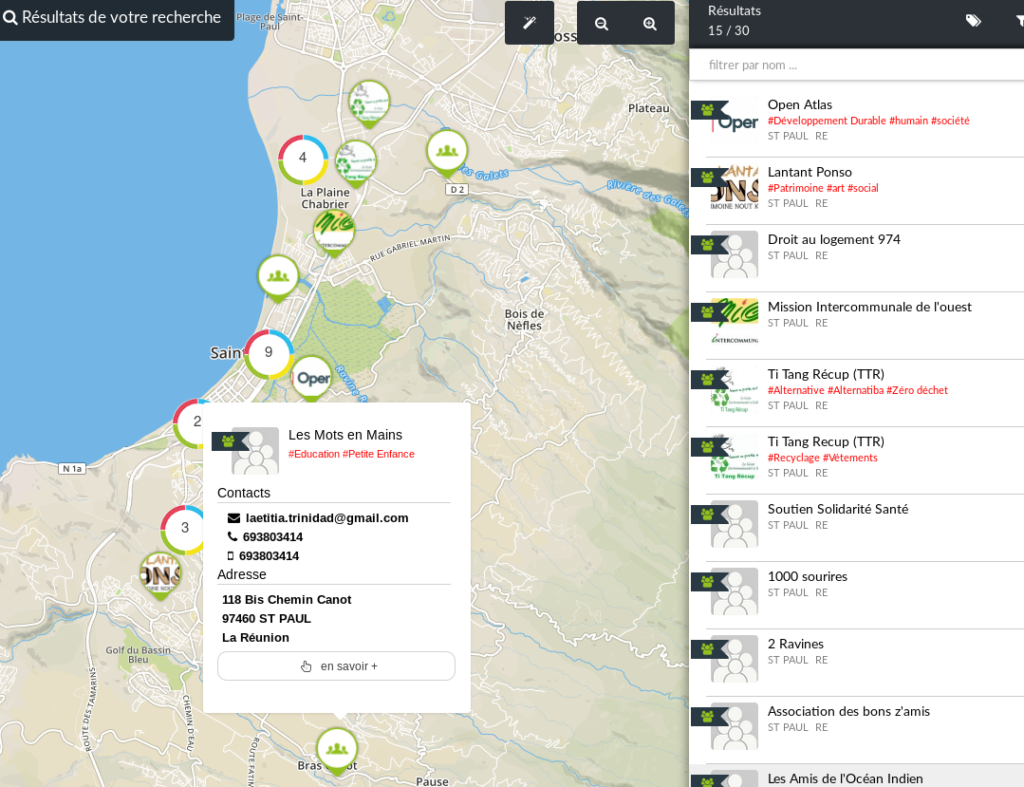 Résultats de votre recherche
Plage de Saint-
Paul
Plateau
4
La Plaine
Chabrier
D 2
Rivière des Galets
RUE GABRIEL MARTIN
Bois de
Nèfles
9
Oper
Ravine
2
N 1a
3
Golf du Bassin
Bleu
ROUTE DES TAMARINS
CHEMIN D'EAU
Pause
Les Mots en Mains
#Education #Petite Enfance
Contacts
laetitia.trinidad@gmail.com
693803414
693803414
Adresse
118 Bis Chemin Canot
97460 ST PAUL
La Réunion
en savoir +
Résultats
15 / 30
filtrer par nom ...
Open Atlas
#Développement Durable #humain #société
ST PAUL RE
Lantant Ponso
#Patrimoine #art #social
ST PAUL RE
Droit au logement 974
ST PAUL RE
Mission Intercommunale de l'ouest
ST PAUL RE
Ti Tang Récup (TTR)
#Alternative #Alternatiba #Zéro déchet
ST PAUL RE
Ti Tang Recup (TTR)
#Recyclage #Vétements
ST PAUL RE
Soutien Solidarité Santé
ST PAUL RE
1000 sourires
ST PAUL RE
2 Ravines
ST PAUL RE
Association des bons z'amis
ST PAUL RE
Les Amis de l'Océan Indien